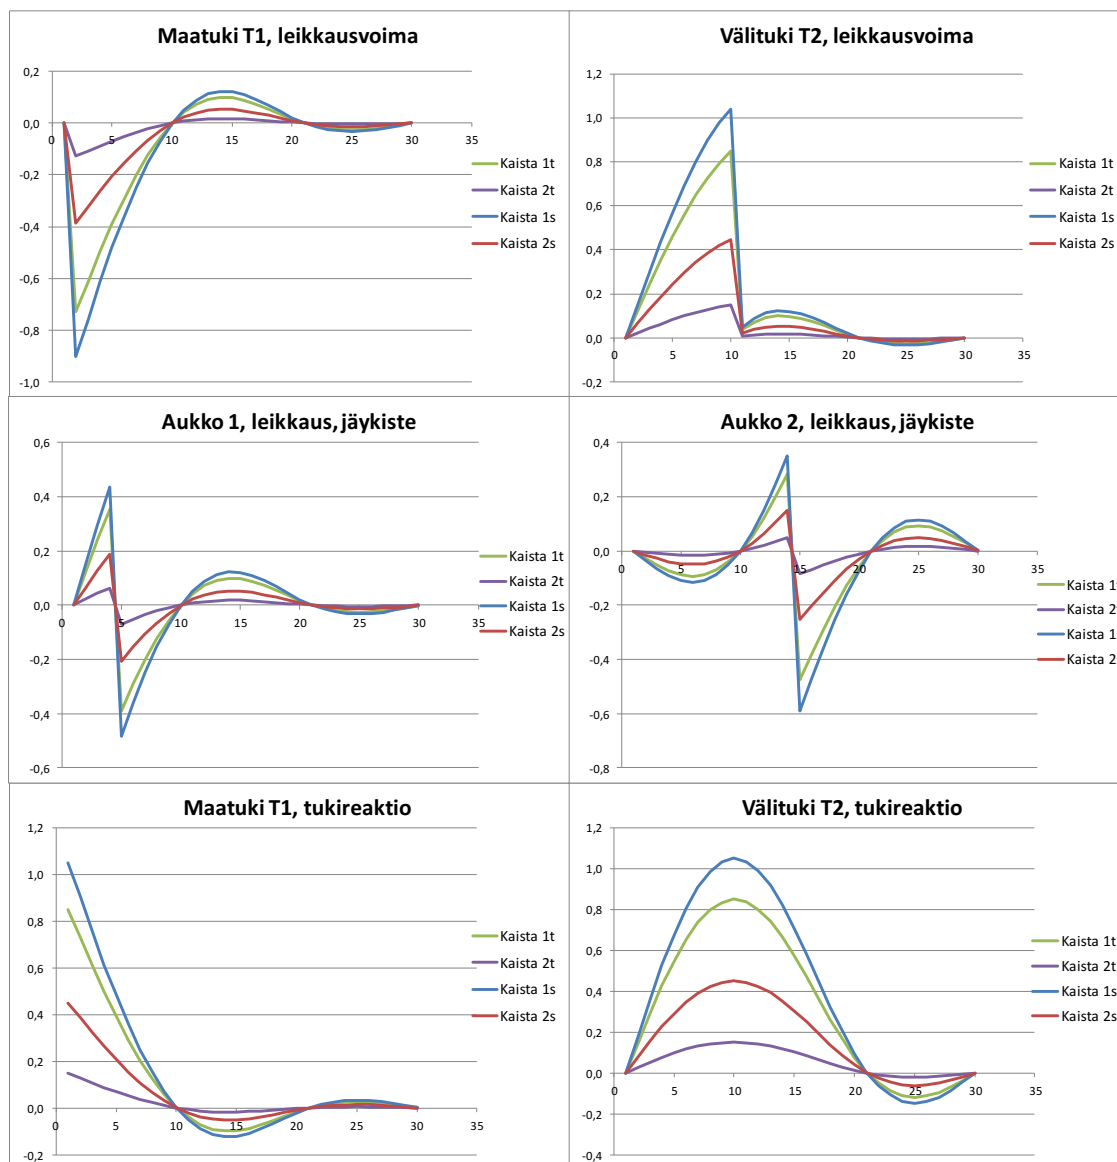 Maatuki T1, leikkausvoima
0,2
0,0
-0,2
-0,4
-0,6
-0,8
-1,0
0 5 10 15 20 25 30 35
Kaista 1t
Kaista 2t
Kaista 1s
Kaista 2s
Välituki T2, leikkausvoima
1,2
1,0
0,8
0,6
0,4
0,2
0,0
-0,2
0 5 10 15 20 25 30 35
Kaista 1t
Kaista 2t
Kaista 1s
Kaista 2s
Aukko 1, leikkaus, jäykiste
0,6
0,4
0,2
0,0
-0,2
-0,4
-0,6
0 5 10 15 20 25 30 35
Kaista 1t
Kaista 2t
Kaista 1s
Kaista 2s
Aukko 2, leikkaus, jäykiste
0,4
0,2
0,0
-0,2
-0,4
-0,6
-0,8
0 5 10 15 20 25 30 35
Kaista 1
Kaista 2
Kaista 1
Kaista 2
Maatuki T1, tukireaktio
1,2
1,0
0,8
0,6
0,4
0,2
0,0
-0,2
0 5 10 15 20 25 30 35
Kaista 1t
Kaista 2t
Kaista 1s
Kaista 2s
Välituki T2, tukireaktio
1,2
1,0
0,8
0,6
0,4
0,2
0,0
-0,2
-0,4
0 5 10 15 20 25 30 35
Kaista 1t
Kaista 2t
Kaista 1s
Kaista 2s